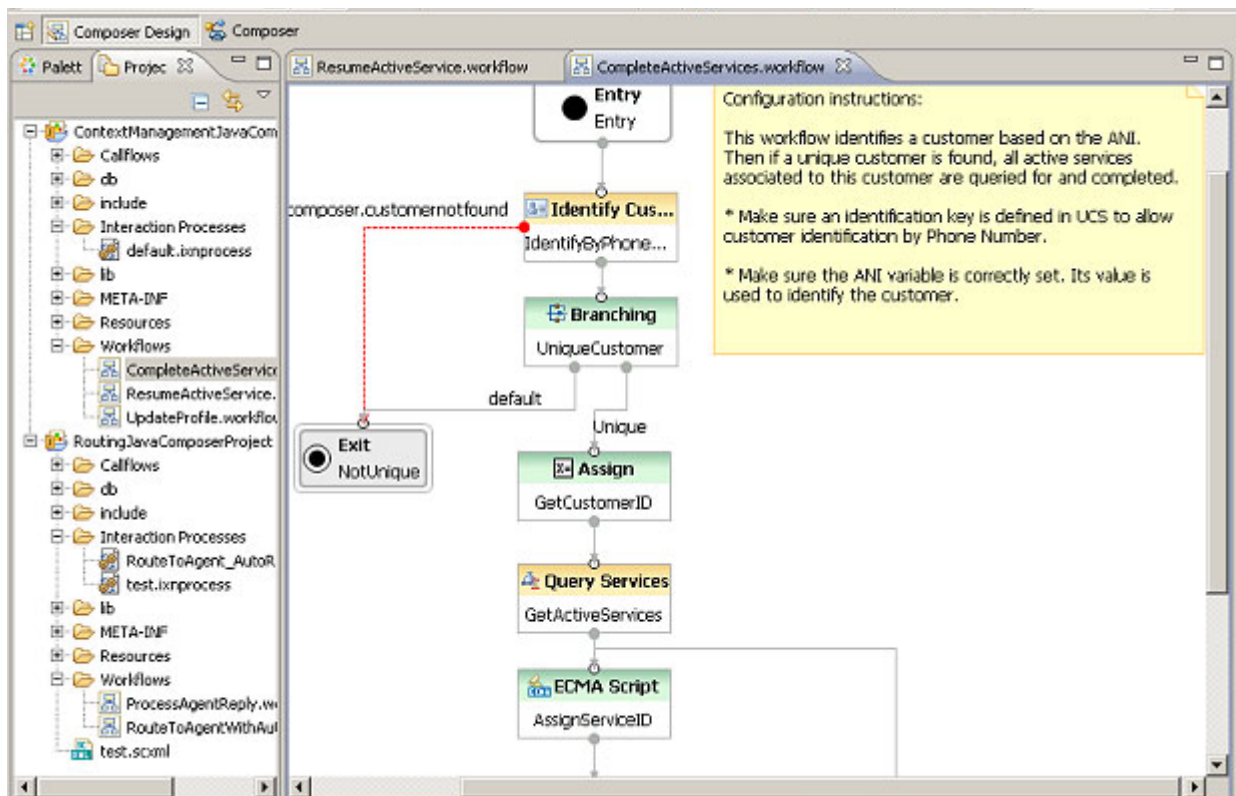 Composer Design Composer
Palett Projec
ContextManagementJavaCom
Callflows
db
include
Interaction Processes
default.ixnprocess
lib
META-INF
Resources
Workflows
CompleteActiveService
ResumeActiveService.
UpdateProfile.workflow
RoutingJavaComposerProject
Callflows
db
include
Interaction Processes
RouteToAgent_AutoR
test.ixnprocess
lib
META-INF
Resources
Workflows
ProcessAgentReply.wo
RouteToAgentWithAut
test.scxml
ResumeActiveService.workflow CompleteActiveServices.workflow
Entry
Entry
composer.customernotfound
Identify Cus...
IdentifyByPhone...
Branching
UniqueCustomer
default
Unique
Exit
NotUnique
Assign
GetCustomerID
Query Services
GetActiveServices
ECMA Script
AssignServiceID
Configuration instructions:
This workflow identifies a customer based on the ANI.
Then if a unique customer is found, all active services
associated to this customer are queried for and completed.
* Make sure an identification key is defined in UCS to allow
customer identification by Phone Number.
* Make sure the ANI variable is correctly set. Its value is
used to identify the customer.